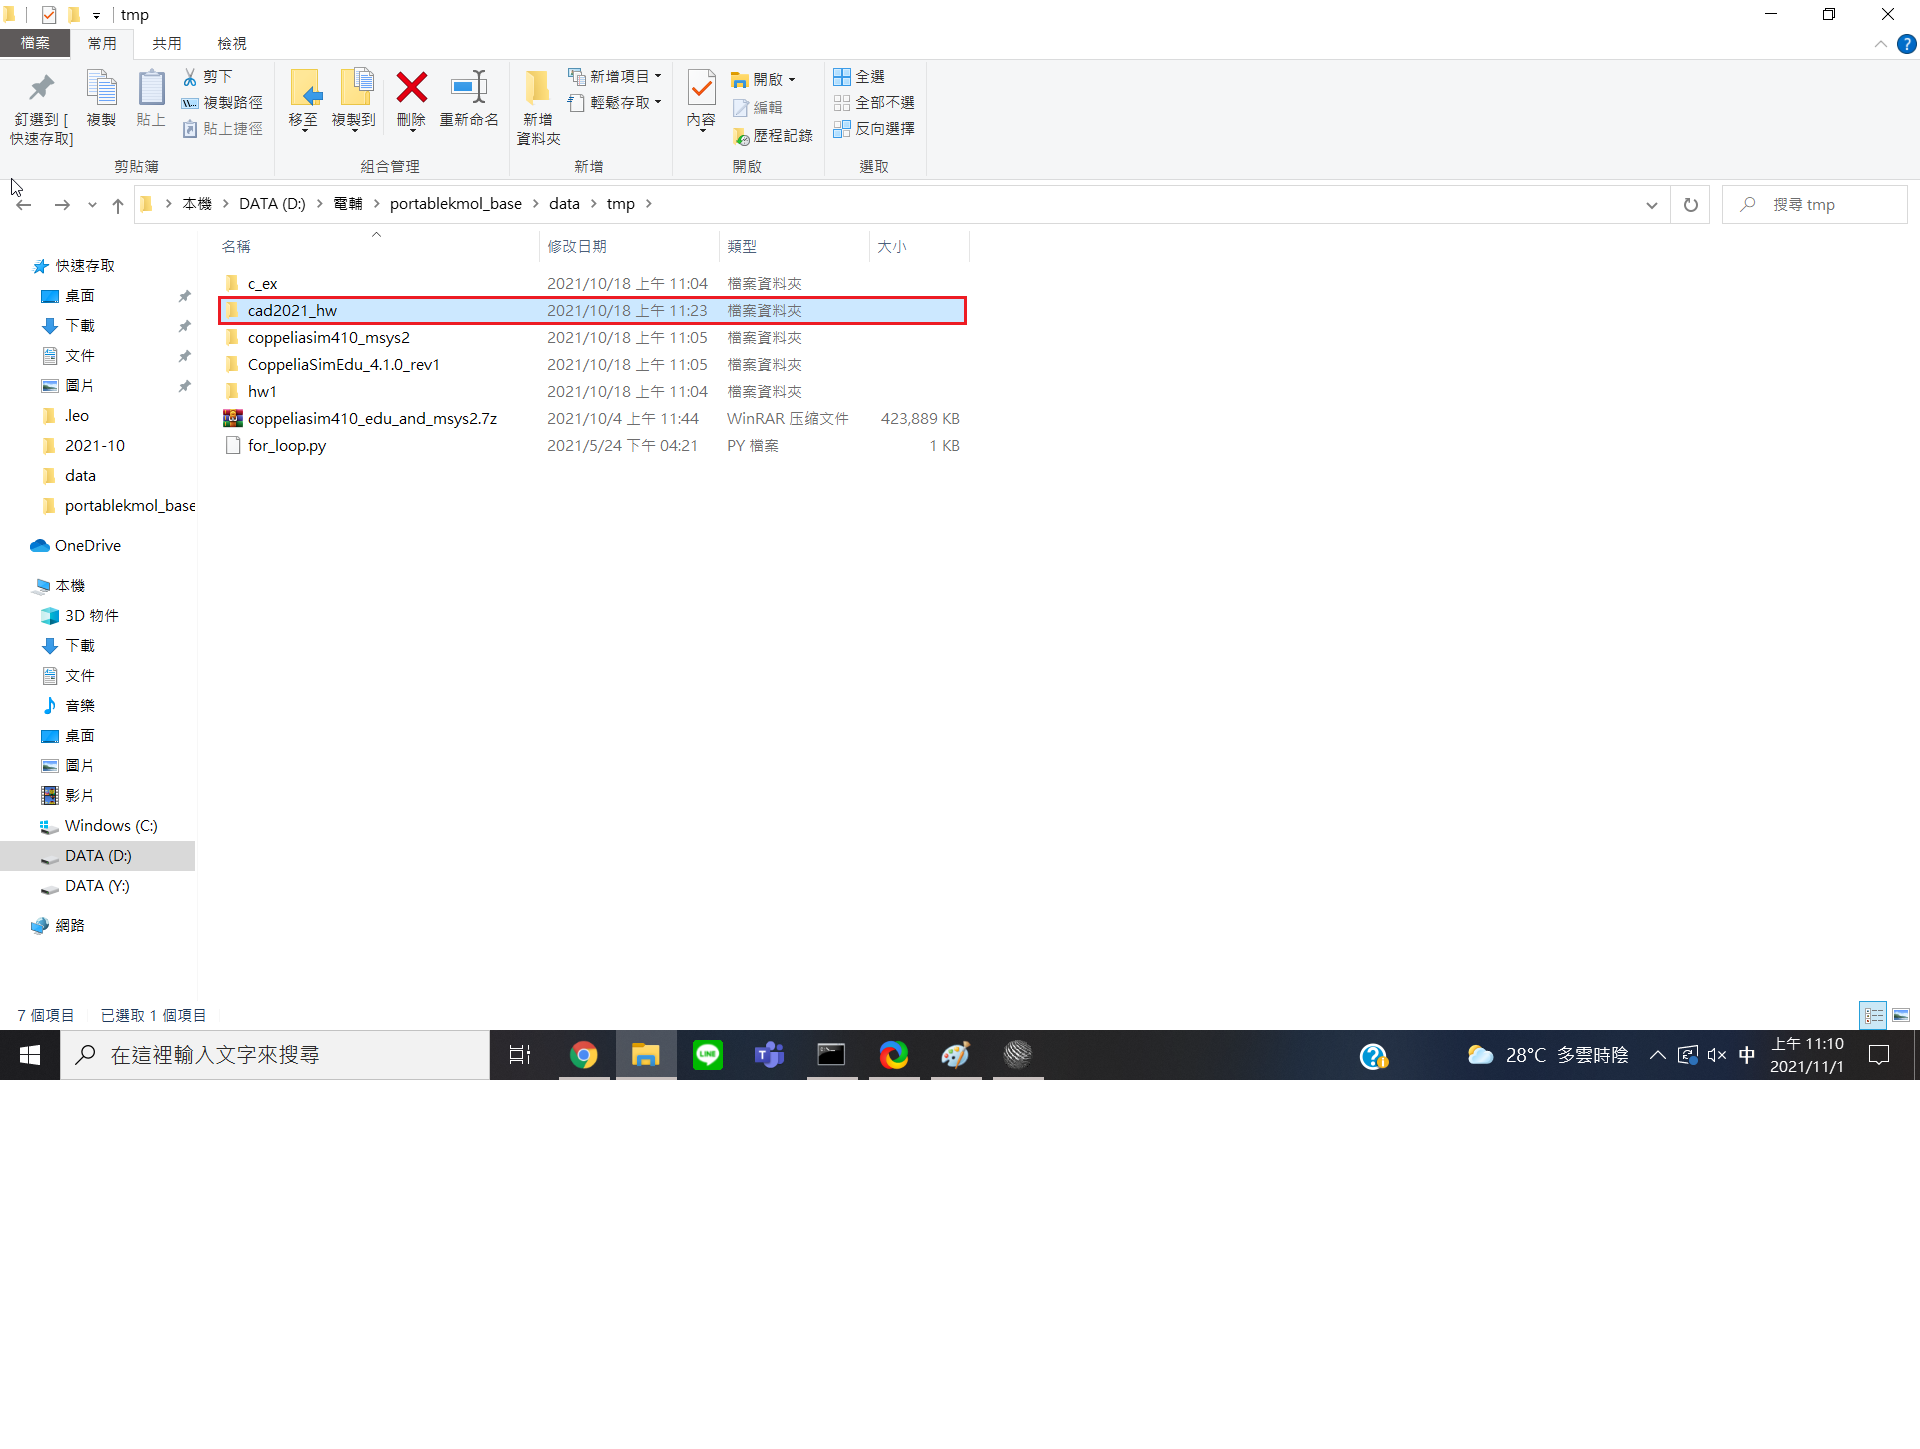 tmp
檔案 常用 共用 檢視
釘選到 [快速存取]
複製
貼上
剪下
複製路徑
貼上捷徑
剪貼簿
移至
複製到
刪除
重新命名
組合管理
新增
資料夾
新增項目
輕鬆存取
新增
內容
開啟
編輯
歷程記錄
開啟
全選
全部不選
反向選擇
選取
本機 > DATA (D:) > 電輔 > portablekmol_base > data > tmp >
搜尋 tmp
名稱 修改日期 類型 大小
c_ex 2021/10/18 上午 11:04 檔案資料夾
cad2021_hw 2021/10/18 上午 11:23 檔案資料夾
coppeliasim410_msys2 2021/10/18 上午 11:05 檔案資料夾
CoppeliaSimEdu_4.1.0_rev1 2021/10/18 上午 11:05 檔案資料夾
hw1 2021/10/18 上午 11:04 檔案資料夾
coppeliasim410_edu_and_msys2.7z 2021/10/4 上午 11:44 WinRAR 压缩文件 423,889 KB
for_loop.py 2021/5/24 下午 04:21 PY 檔案 1 KB
快速存取
桌面
下載
文件
圖片
.leo
2021-10
data
portablekmol_base
OneDrive
本機
3D 物件
下載
文件
音樂
桌面
圖片
影片
Windows (C:)
DATA (D:)
DATA (Y:)
網路
7 個項目 已選取 1 個項目
在這裡輸入文字來搜尋
LINE
28°C 多雲時陰
中
上午 11:10
2021/11/1